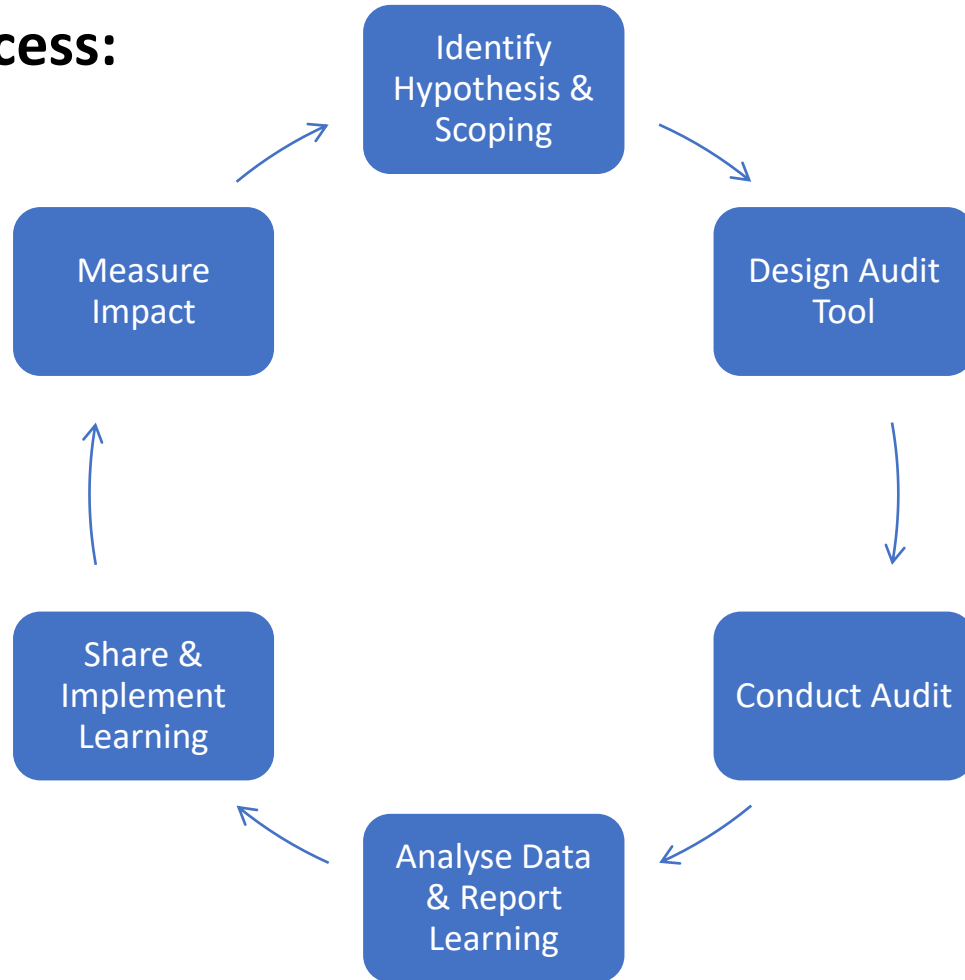 cess:
Identify
Hypothesis &
Scoping
Design Audit
Tool
Conduct Audit
Analyse Data
& Report
Learning
Share &
Implement
Learning
Measure
Impact